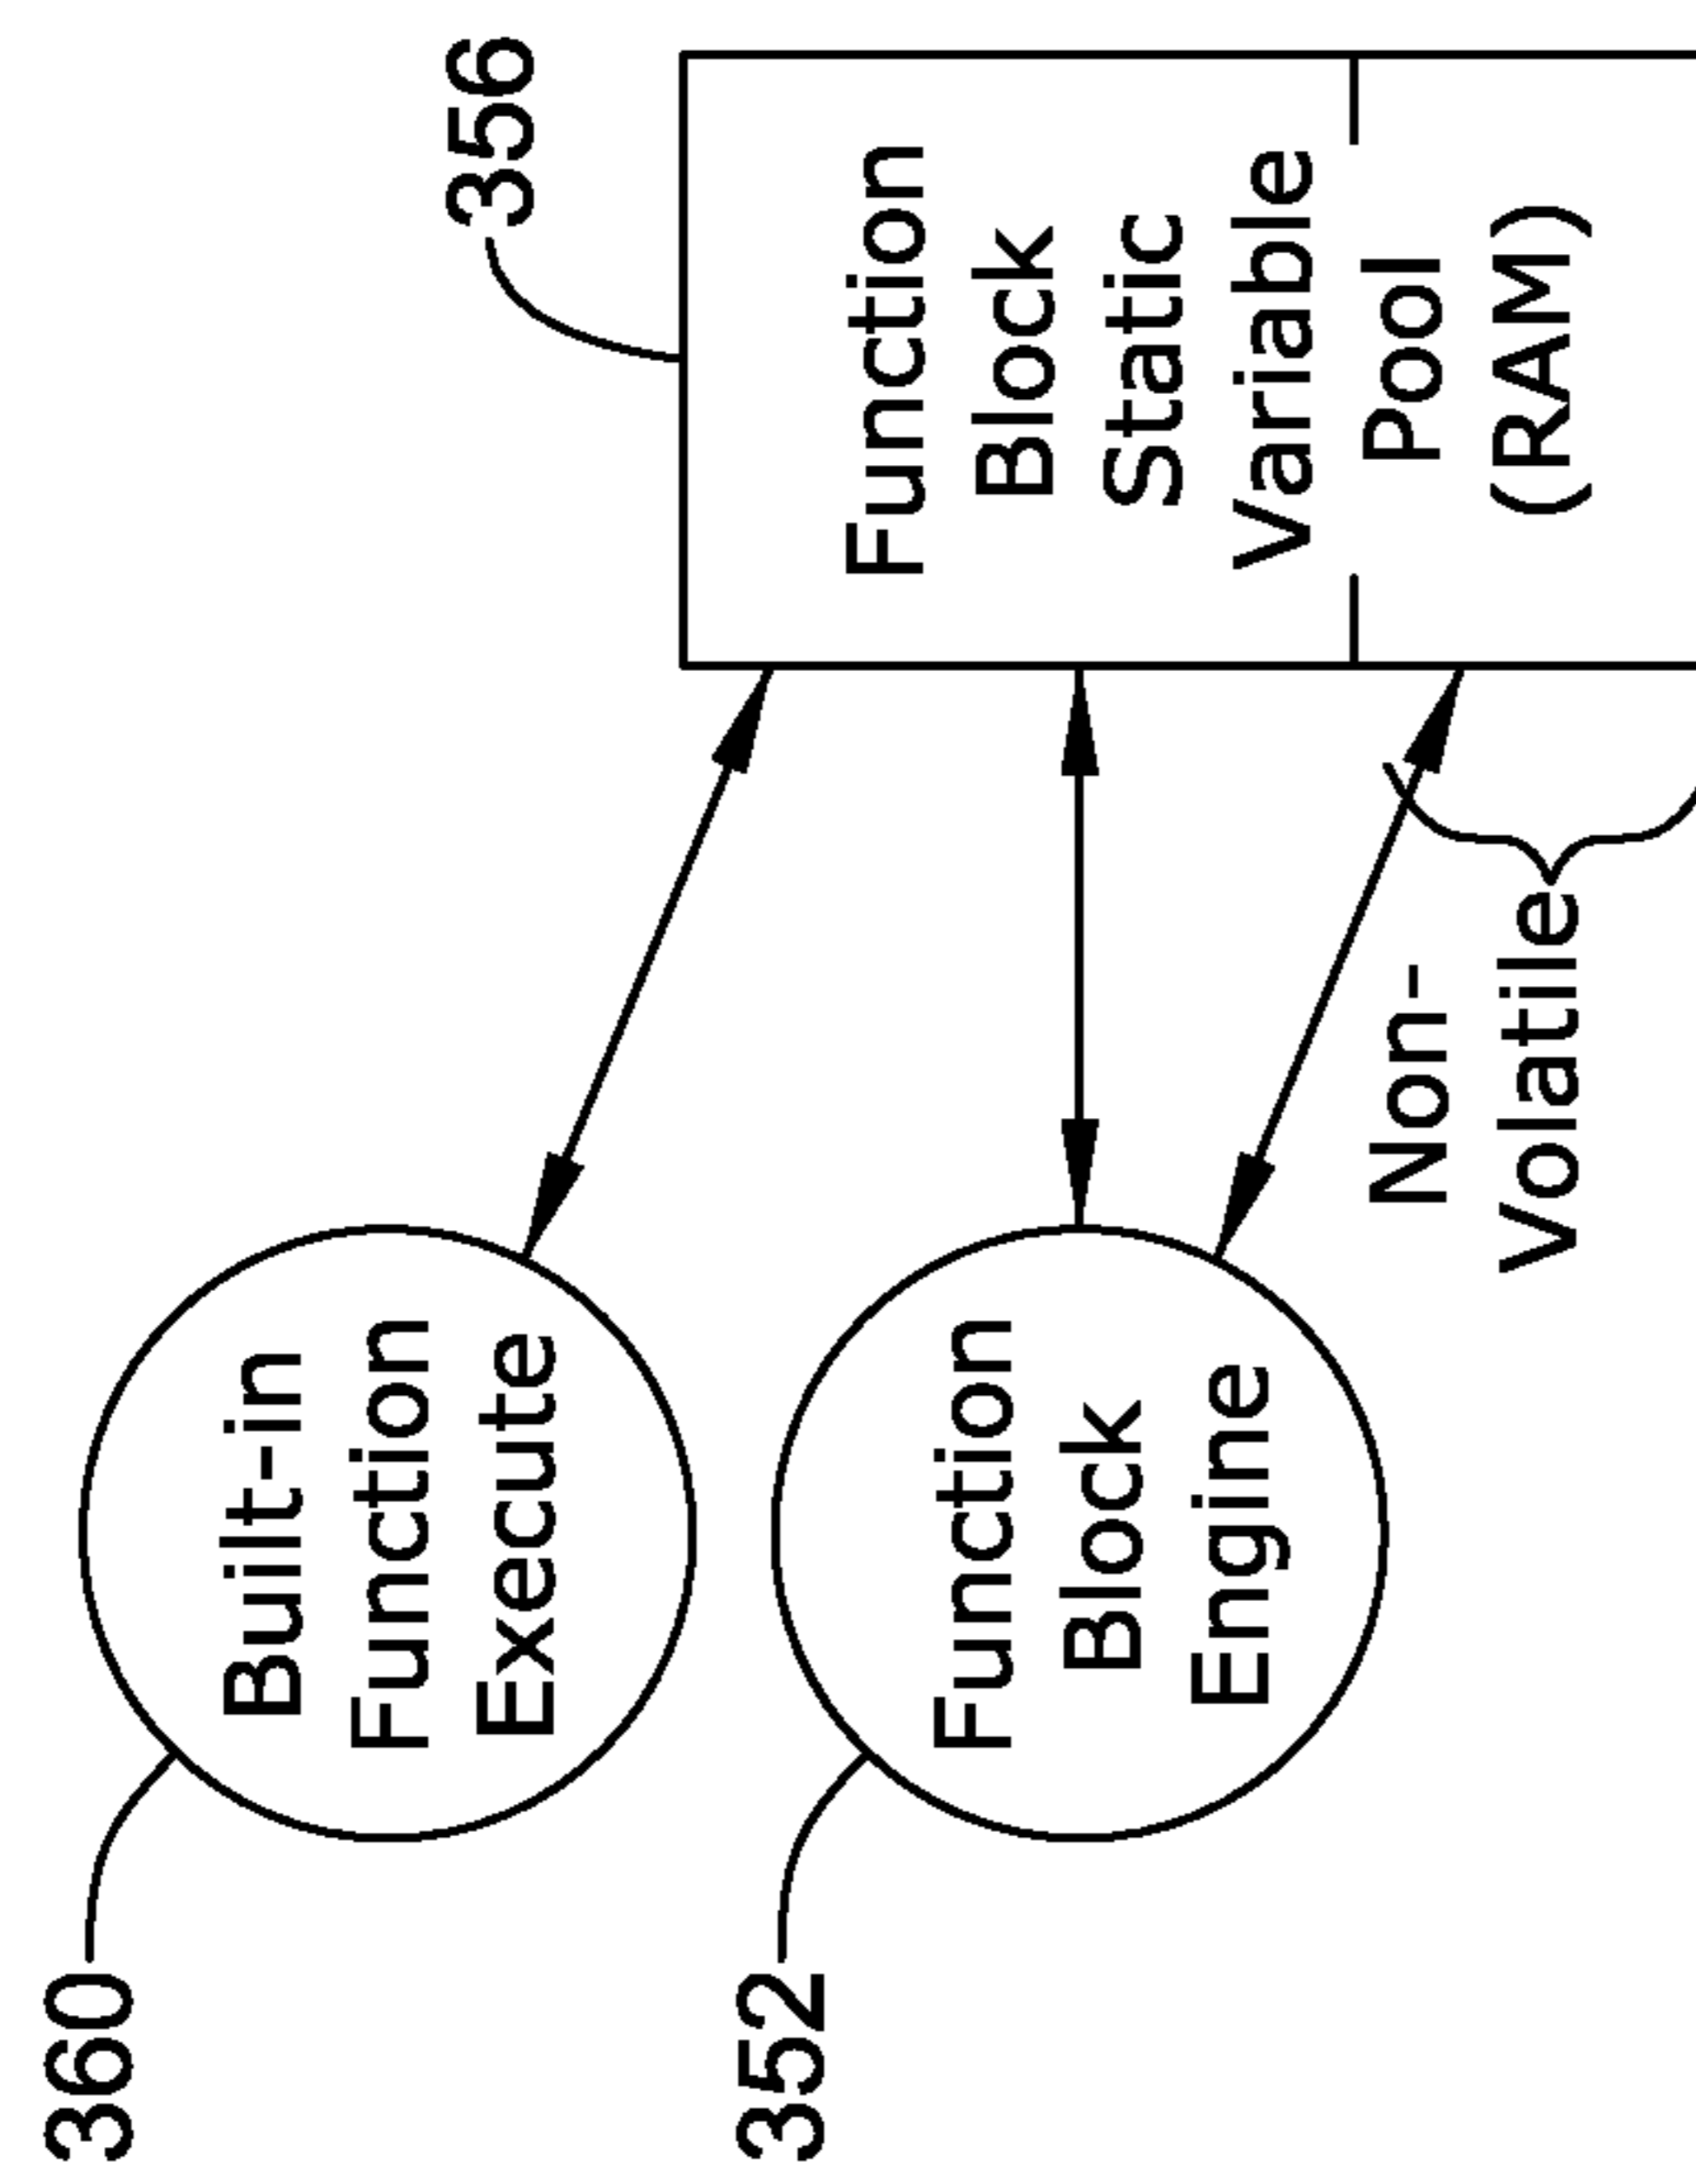 360
Built-in
Function
Execute
352
Function
Block
Engine
356
Function
Block
Static
Variable
Pool
(RAM)
Non-
Volatile